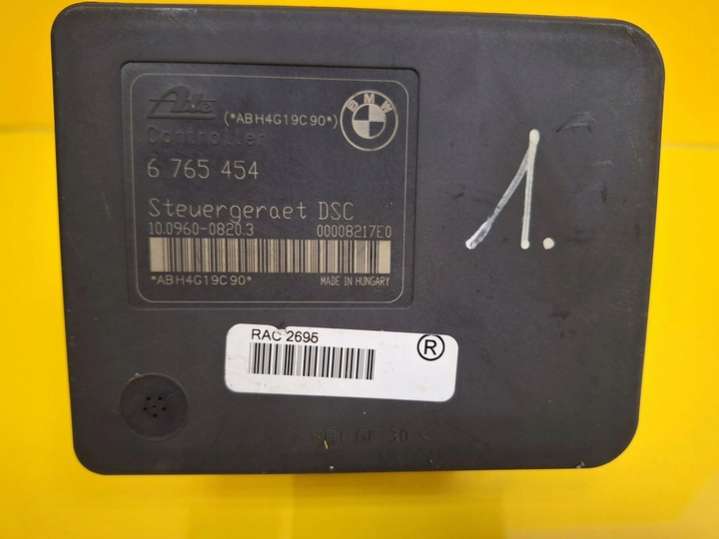 Ate
(*ABH4G19C90*)
BMW
Controller
6 765 454
Steuergeraet DSC
10.0960-0820.3 00008217E0
*ABH4G19C90* MADE IN HUNGARY
1.
RAC 2695
®